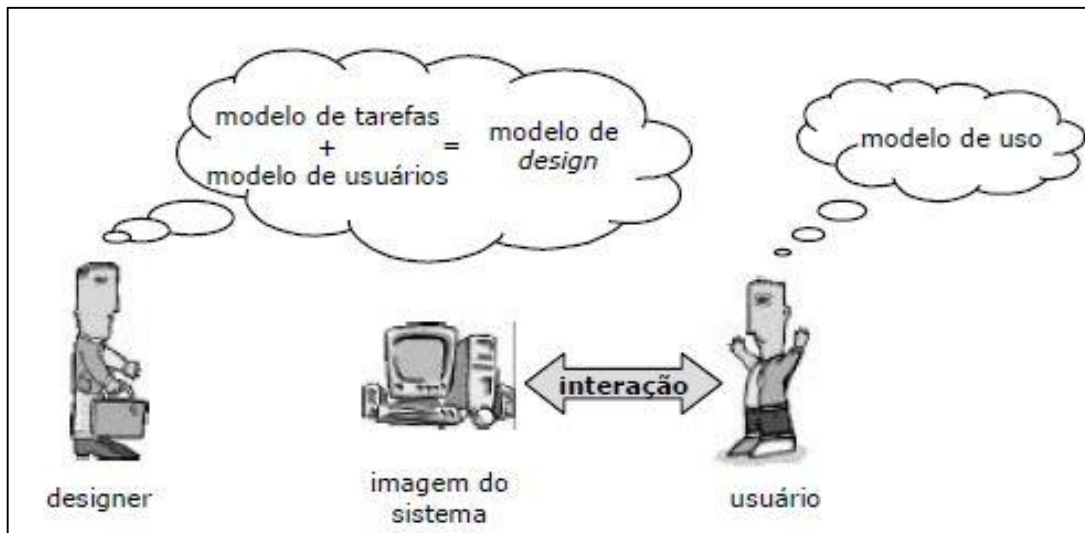 modelo de tarefas
+
modelo de usuários
=
modelo de
design
modelo de uso
interação
designer
imagem do
sistema
usuário